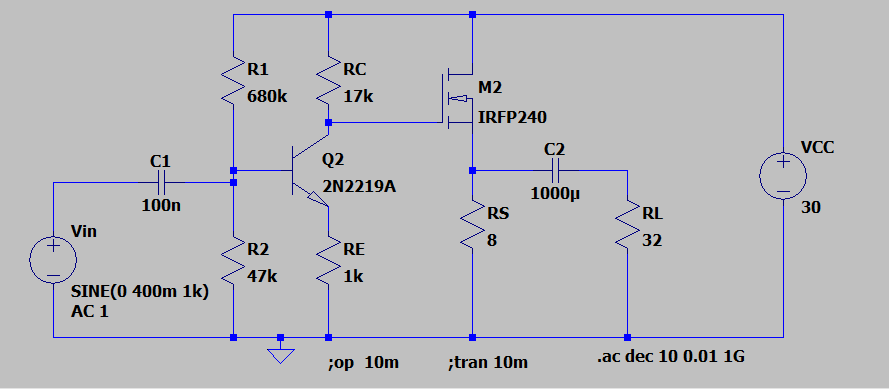 R1
680k
RC
17k
M2
IRFP240
C1
100n
Q2
2N2219A
C2
1000µ
VCC
30
Vin
SINE(0 400m 1k)
AC 1
R2
47k
RE
1k
RS
8
RL
32
;op 10m
;tran 10m
.ac dec 10 0.01 1G